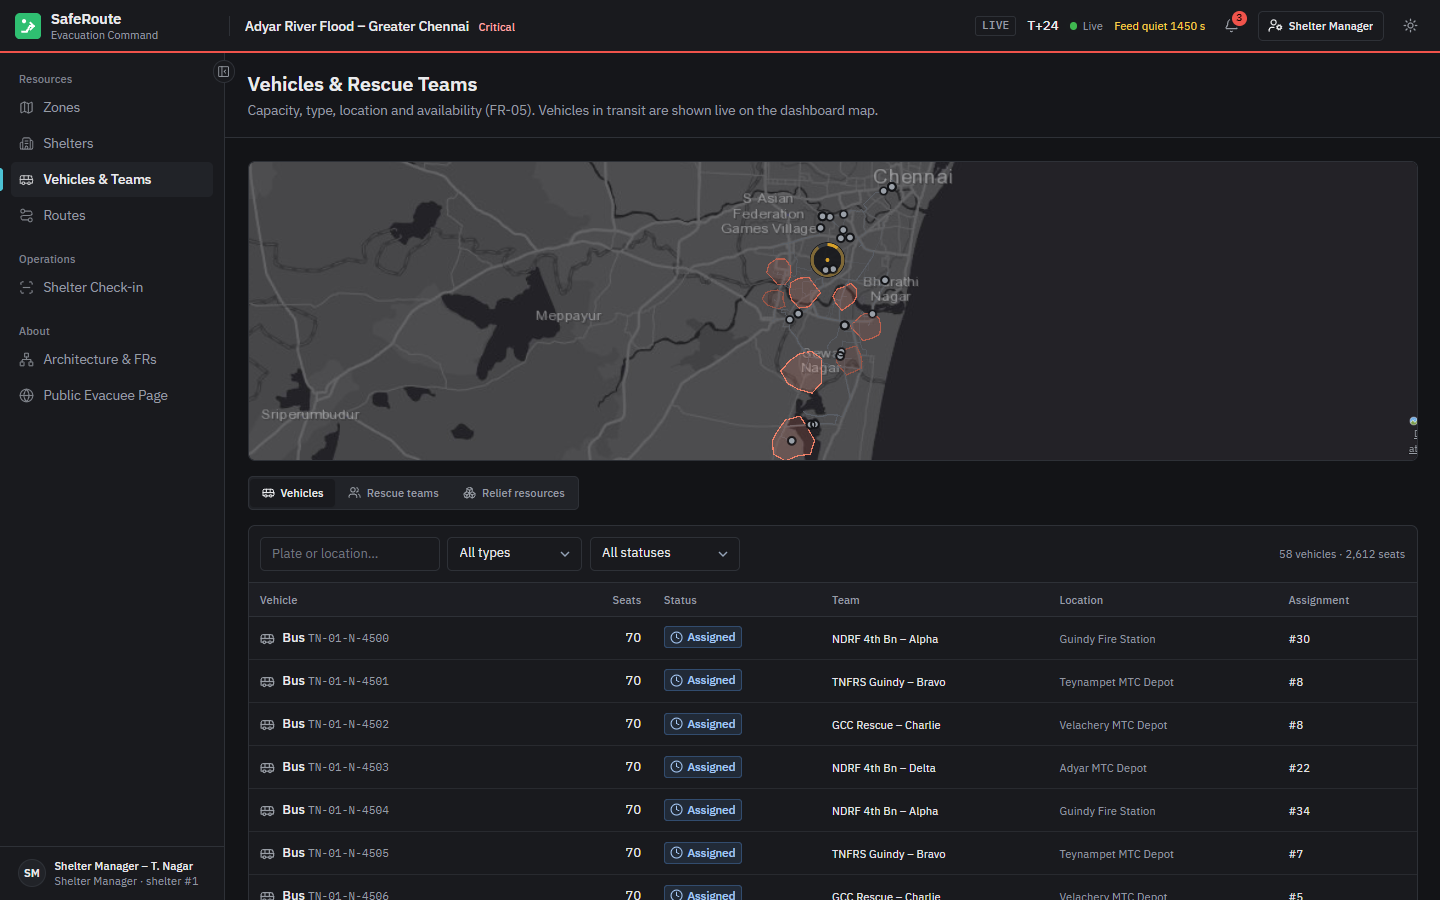 SafeRoute
Evacuation Command
Adyar River Flood – Greater Chennai Critical
LIVE T+24 Live Feed quiet 1450 s 3 Shelter Manager
Resources
Zones
Shelters
Vehicles & Teams
Routes
Operations
Shelter Check-in
About
Architecture & FRs
Public Evacuee Page
SM
Shelter Manager – T. Nagar
Shelter Manager · shelter #1
Vehicles & Rescue Teams
Capacity, type, location and availability (FR-05). Vehicles in transit are shown live on the dashboard map.
Chennai
S Asian
Federation
Games Village
Bharathi
Nagar
Meppayur
Nagar
Sriperumbudur
Vehicles Rescue teams Relief resources
Plate or location... All types All statuses 58 vehicles · 2,612 seats
Vehicle Seats Status Team Location Assignment
Bus TN-01-N-4500 70 Assigned NDRF 4th Bn – Alpha Guindy Fire Station #30
Bus TN-01-N-4501 70 Assigned TNFRS Guindy – Bravo Teynampet MTC Depot #8
Bus TN-01-N-4502 70 Assigned GCC Rescue – Charlie Velachery MTC Depot #8
Bus TN-01-N-4503 70 Assigned NDRF 4th Bn – Delta Adyar MTC Depot #22
Bus TN-01-N-4504 70 Assigned NDRF 4th Bn – Alpha Guindy Fire Station #34
Bus TN-01-N-4505 70 Assigned TNFRS Guindy – Bravo Teynampet MTC Depot #7
Bus TN-01-N-4506 70 Assigned GCC Rescue – Charlie Velachery MTC Depot #5